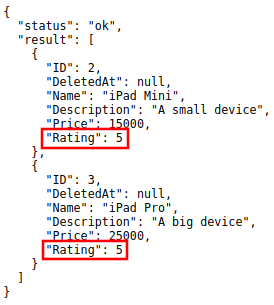 {
  "status": "ok",
  "result": [
    {
      "ID": 2,
      "DeletedAt": null,
      "Name": "iPad Mini",
      "Description": "A small device",
      "Price": 15000,
      "Rating": 5
    },
    {
      "ID": 3,
      "DeletedAt": null,
      "Name": "iPad Pro",
      "Description": "A big device",
      "Price": 25000,
      "Rating": 5
    }
  ]
}